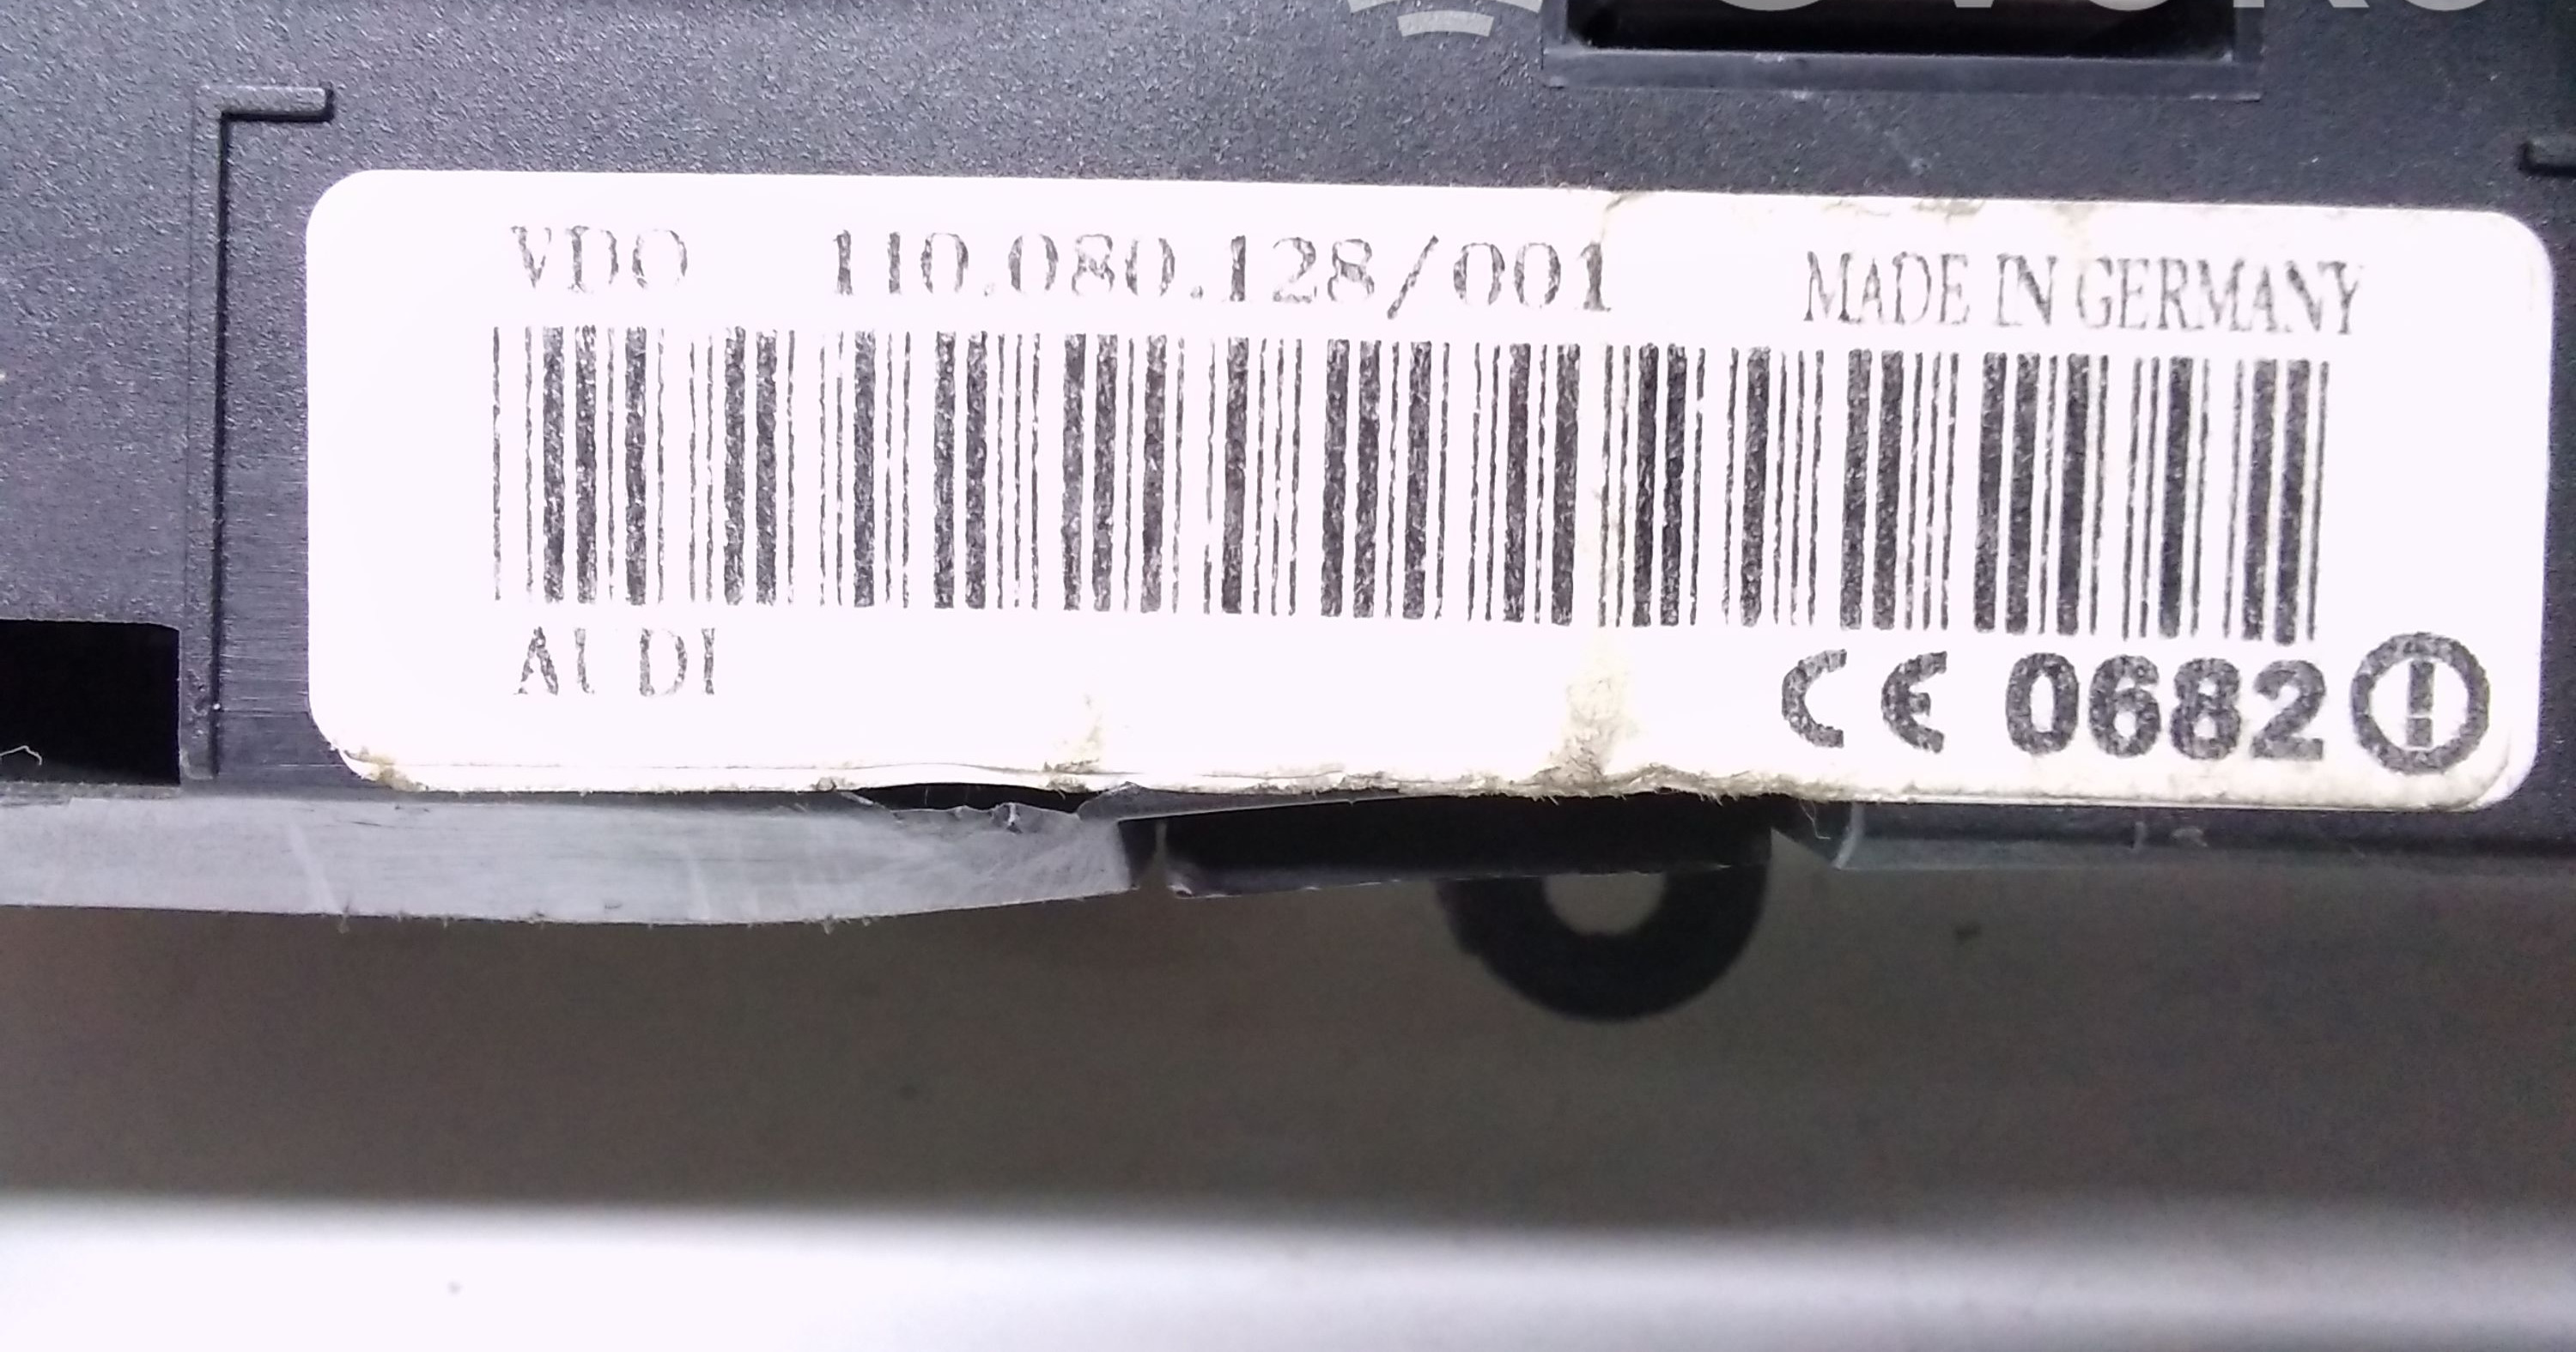 VDO 110.080.128/001 MADE IN GERMANY
AUDI
CE 0682